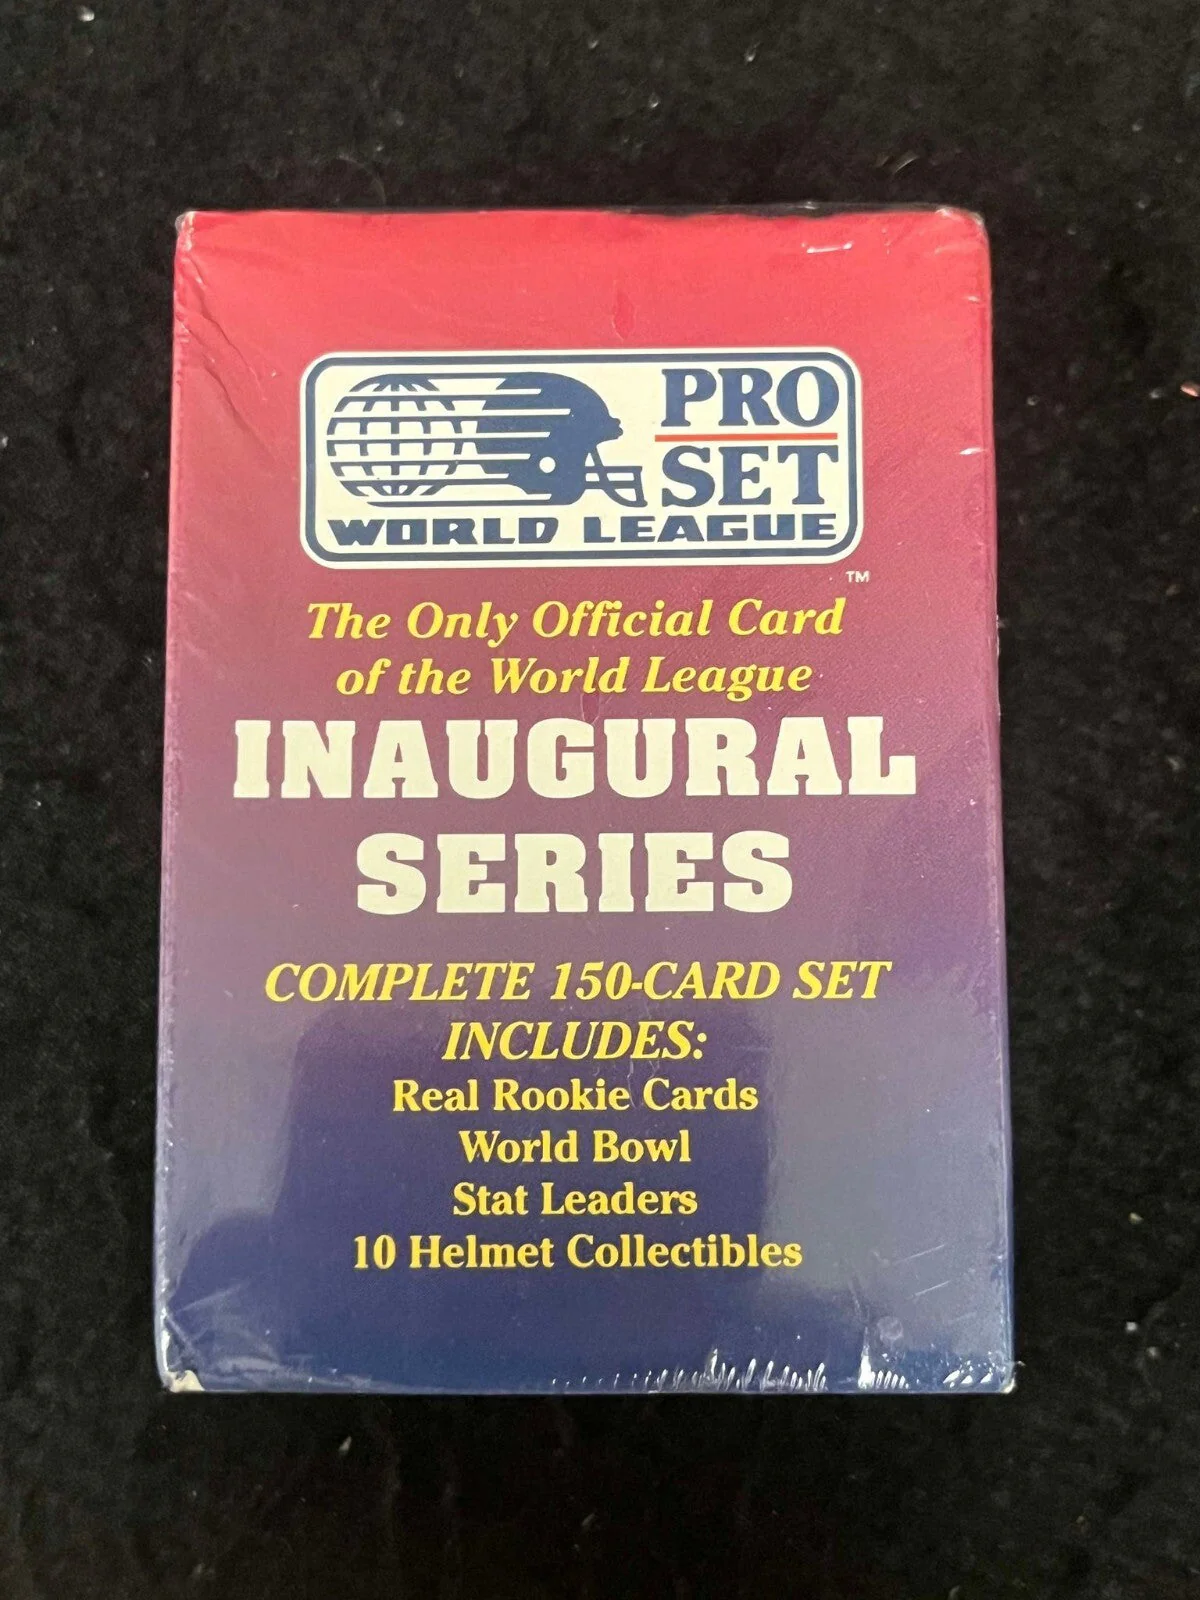 PRO
SET
WORLD LEAGUE
TM
The Only Official Card
of the World League
INAUGURAL
SERIES
COMPLETE 150-CARD SET
INCLUDES:
Real Rookie Cards
World Bowl
Stat Leaders
10 Helmet Collectibles